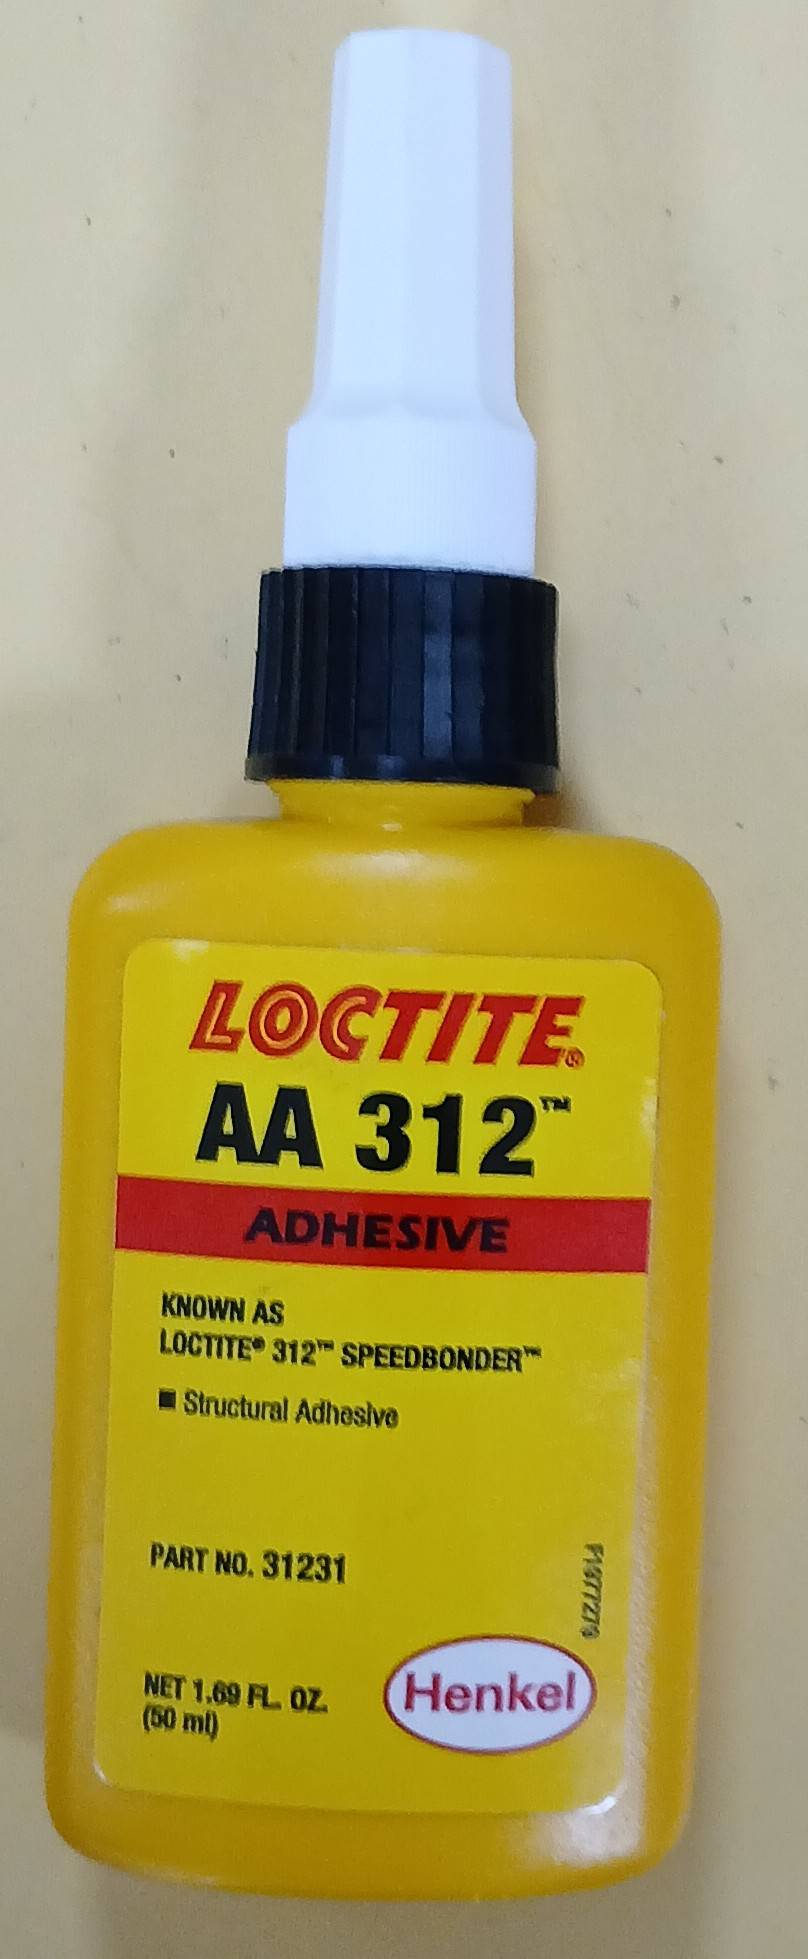 LOCTITE®
AA 312™
ADHESIVE
KNOWN AS
LOCTITE® 312™ SPEEDBONDER™
■ Structural Adhesive
PART NO. 31231
NET 1.69 FL. OZ.
(50 ml)
Henkel